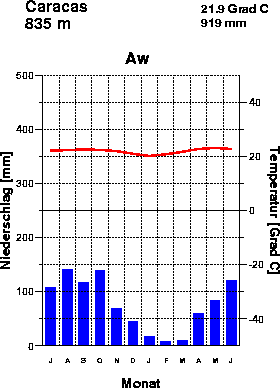 Caracas
21.9 Grad C
835 m
919 mm
Aw
Niederschlag [mm]
500
400
300
200
100
0
Temperatur [Grad C]
40
20
0
-20
-40
J A S O N D J F M A M J
Monat